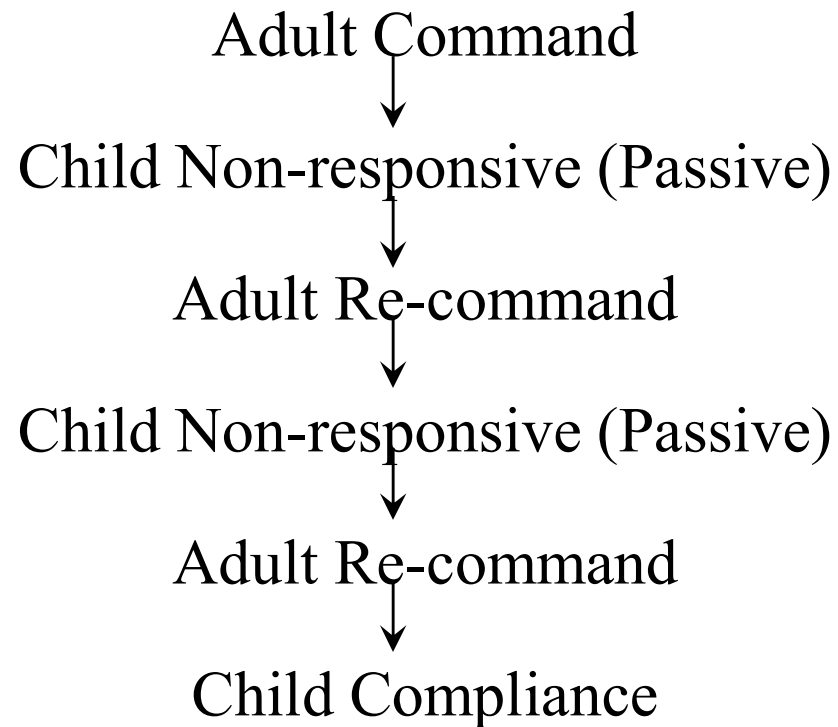 Adult Command
Child Non-responsive (Passive)
Adult Re-command
Child Non-responsive (Passive)
Adult Re-command
Child Compliance